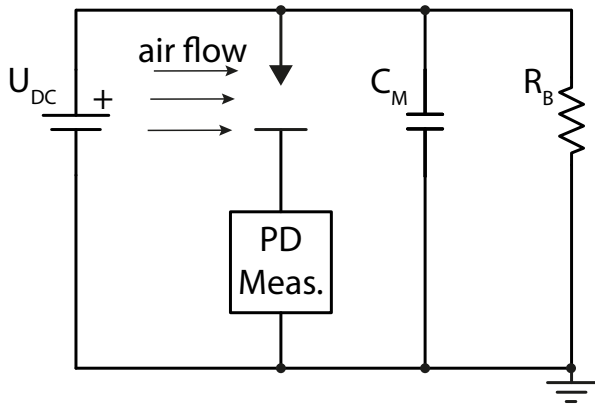 air flow
U_DC
+
C_M
R_B
PD
Meas.